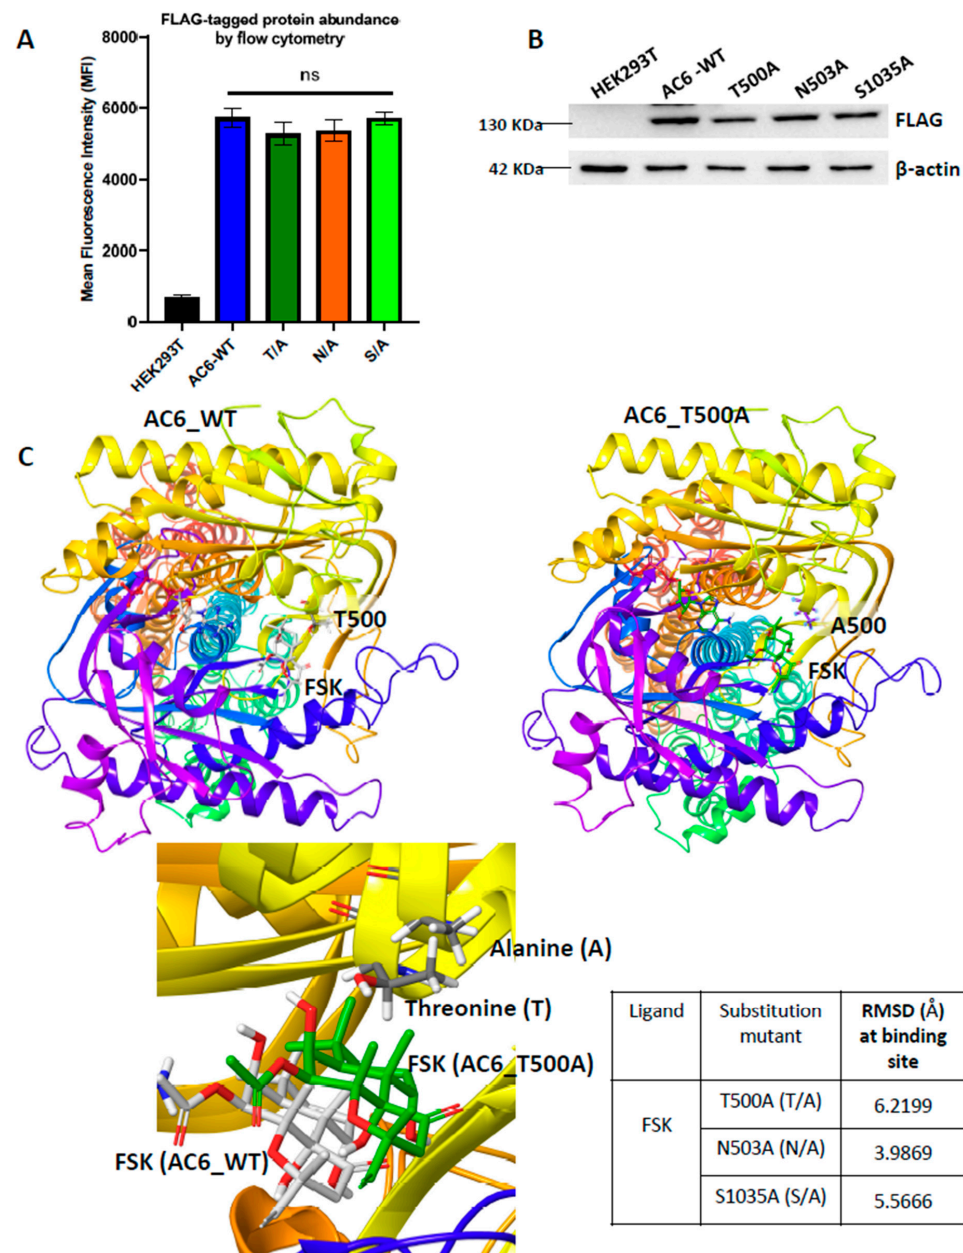 A
FLAG-tagged protein abundance
by flow cytometry
Mean Fluorescence Intensity (MFI)
8000
6000
4000
2000
0
ns
HEK293T
AC6-WT
T/A
N/A
S/A
B
HEK293T
AC6 -WT
T500A
N503A
S1035A
130 KDa
FLAG
42 KDa
β-actin
C
AC6_WT
T500
FSK
AC6_T500A
A500
FSK
Alanine (A)
Threonine (T)
FSK (AC6_T500A)
FSK (AC6_WT)
Ligand
Substitution
mutant
RMSD (Å)
at binding
site
FSK
T500A (T/A)
6.2199
N503A (N/A)
3.9869
S1035A (S/A)
5.5666